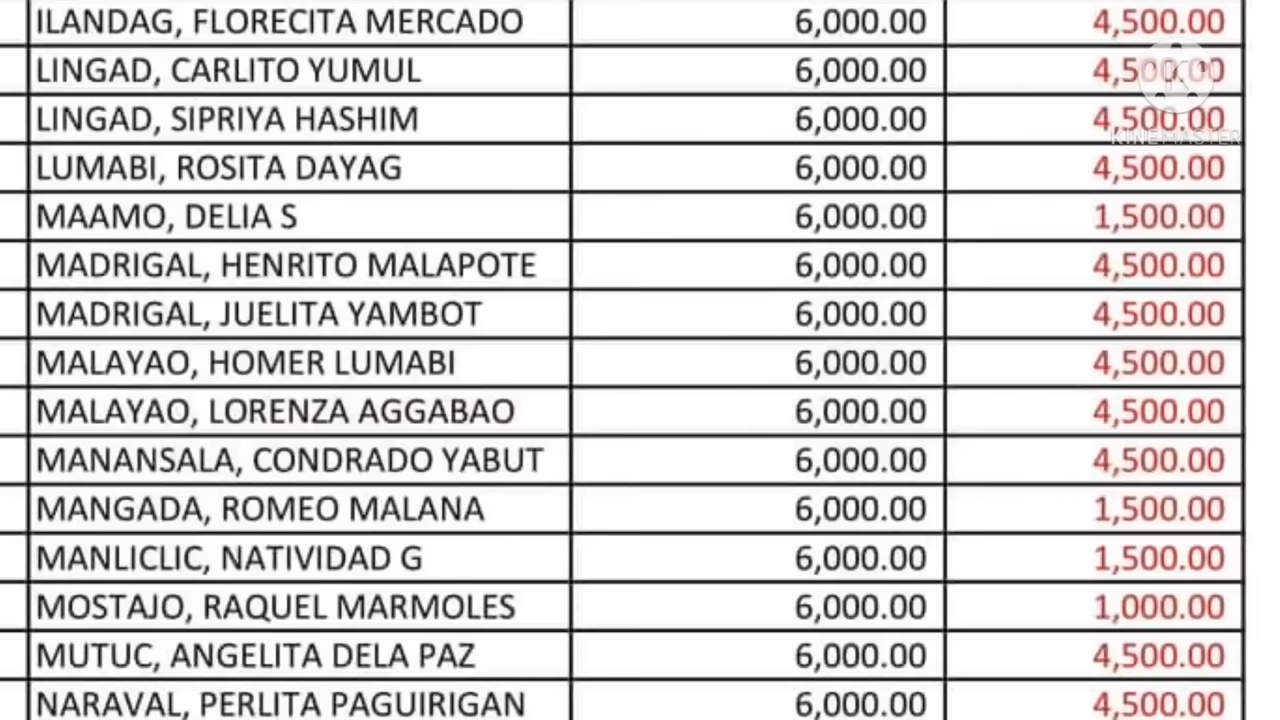 ILANDAG, FLORECITA MERCADO 6,000.00 4,500.00
LINGAD, CARLITO YUMUL 6,000.00 4,500.00
LINGAD, SIPRIYA HASHIM 6,000.00 4,500.00
KINEMASTER
LUMABI, ROSITA DAYAG 6,000.00 4,500.00
MAAMO, DELIA S 6,000.00 1,500.00
MADRIGAL, HENRITO MALAPOTE 6,000.00 4,500.00
MADRIGAL, JUELITA YAMBOT 6,000.00 4,500.00
MALAYAO, HOMER LUMABI 6,000.00 4,500.00
MALAYAO, LORENZA AGGABAO 6,000.00 4,500.00
MANANSALA, CONDRADO YABUT 6,000.00 4,500.00
MANGADA, ROMEO MALANA 6,000.00 1,500.00
MANLICLIC, NATIVIDAD G 6,000.00 1,500.00
MOSTAJO, RAQUEL MARMOLES 6,000.00 1,000.00
MUTUC, ANGELITA DELA PAZ 6,000.00 4,500.00
NARAVAL, PERLITA PAGUIRIGAN 6,000.00 4,500.00